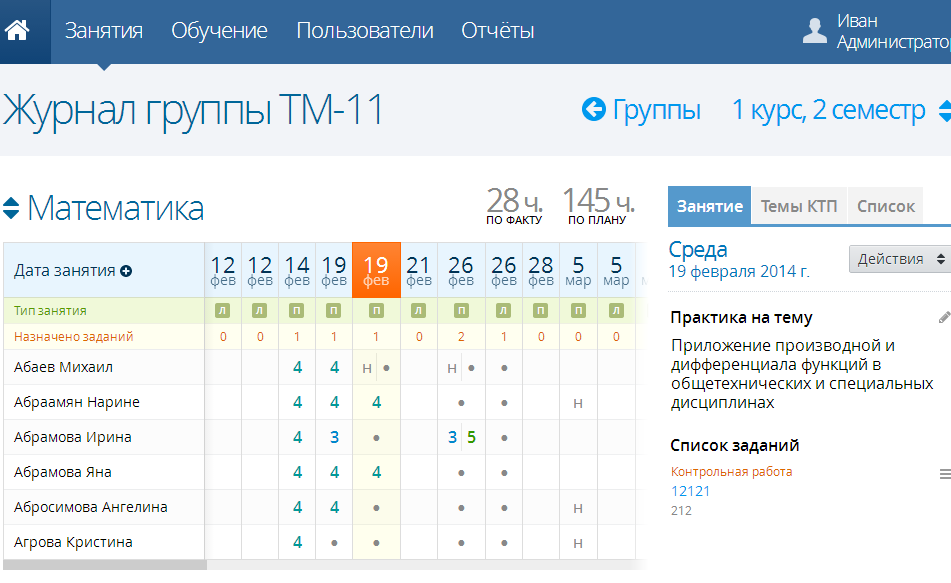 Занятия Обучение Пользователи Отчёты
Иван
Администратор
Журнал группы ТМ-11
Группы 1 курс, 2 семестр
Математика
28 ч. 145 ч.
ПО ФАКТУ ПО ПЛАНУ
Дата занятия
12 12 14 19 19 21 26 26 28 5 5
фев фев фев фев фев фев фев фев фев мар мар
Тип занятия Л Л П П П Л П П П П Л
Назначено заданий 0 0 1 1 1 0 2 1 0 0 0
Абаев Михаил 4 4 н • н • •
Абраамян Нарине 4 4 4 • • н
Абрамова Ирина 4 3 • 3 5 •
Абрамова Яна 4 4 4 • •
Абросимова Ангелина 4 4 • • • н
Агрова Кристина 4 • • • • н
Занятие Темы КТП Список
Среда
19 февраля 2014 г.
Действия
Практика на тему
Приложение производной и
дифференциала функций в
общетехнических и специальных
дисциплинах
Список заданий
Контрольная работа
12121
212